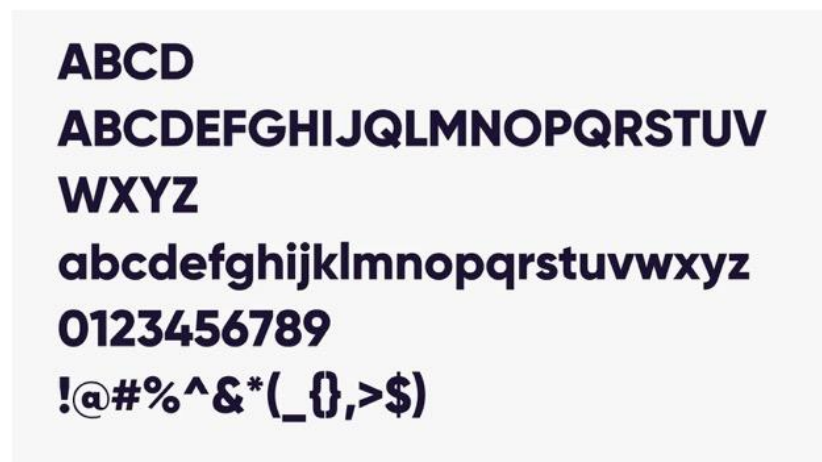 ABCD
ABCDEFGHIJQLMNOPQRSTUV
WXYZ
abcdefghijklmnopqrstuvwxyz
0123456789
!@#%^&*(_{},>$)